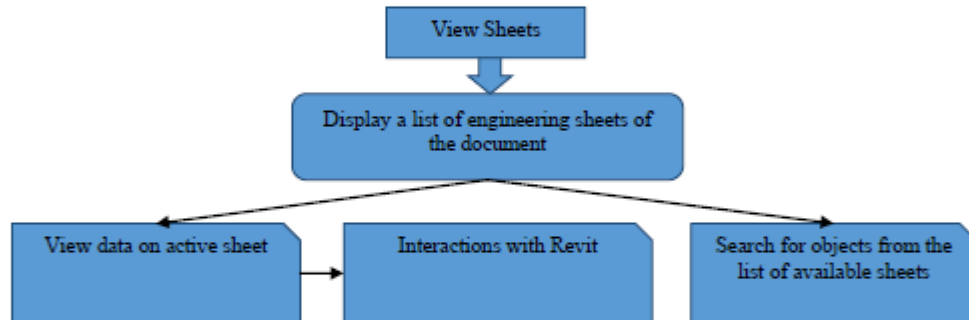 View Sheets
Display a list of engineering sheets of
the document
View data on active sheet
Interactions with Revit
Search for objects from the
list of available sheets